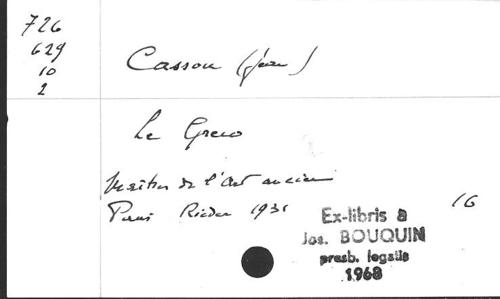 726
629
10
2
Cassou (Jean)
Le Greco
Maîtres de l'Art ancien
Paris Rieder 1931
16
Ex-libris a
Jos. BOUQUIN
presb. legatis
1968